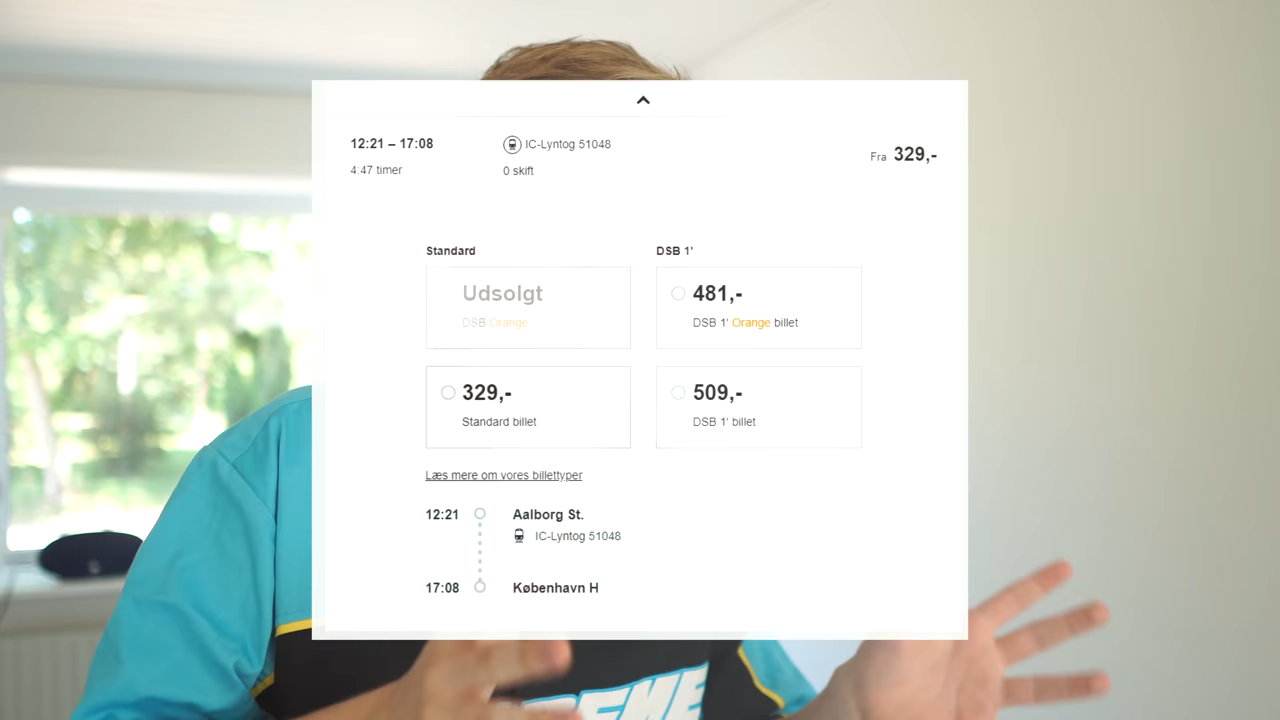 12:21 – 17:08
IC-Lyntog 51048
Fra 329,-
4:47 timer
0 skift
Standard
DSB 1'
Udsolgt
DSB Orange
481,-
DSB 1' Orange billet
329,-
Standard billet
509,-
DSB 1' billet
Læs mere om vores billettyper
12:21
Aalborg St.
IC-Lyntog 51048
17:08
København H